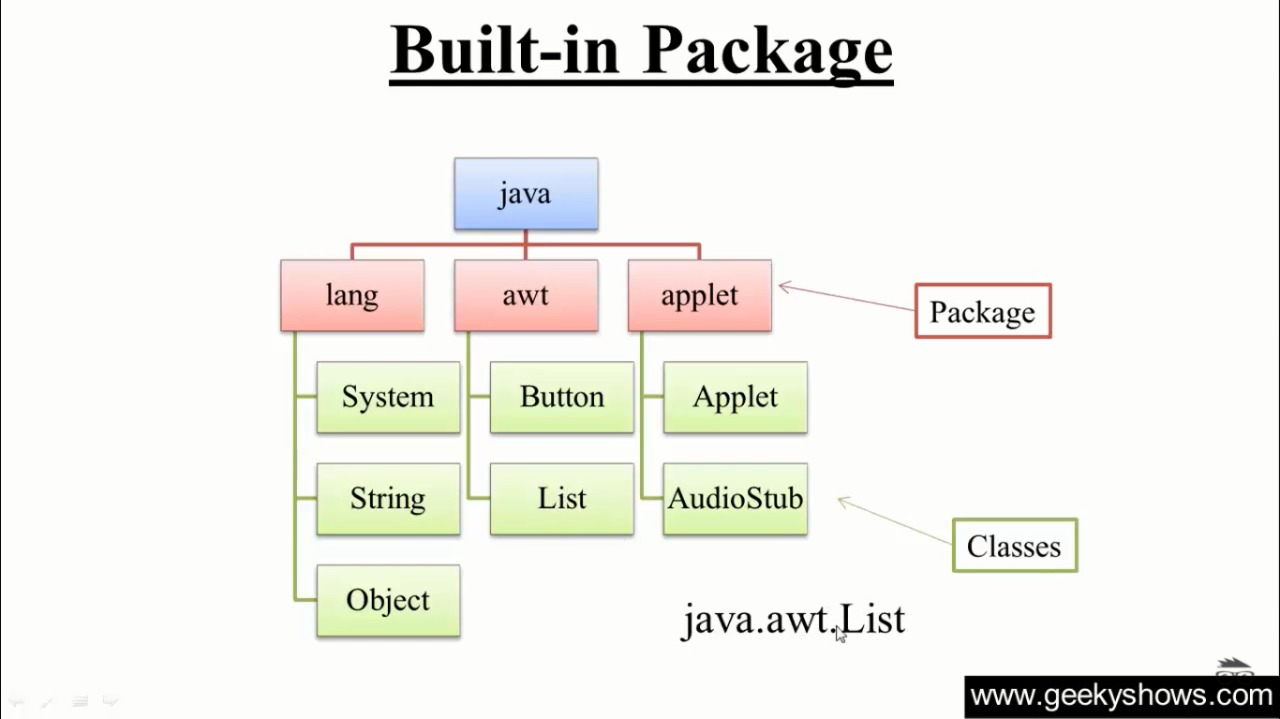 Built-in Package
java
lang awt applet
Package
System Button Applet
String List AudioStub
Classes
Object
java.awt.List
www.geekyshows.com